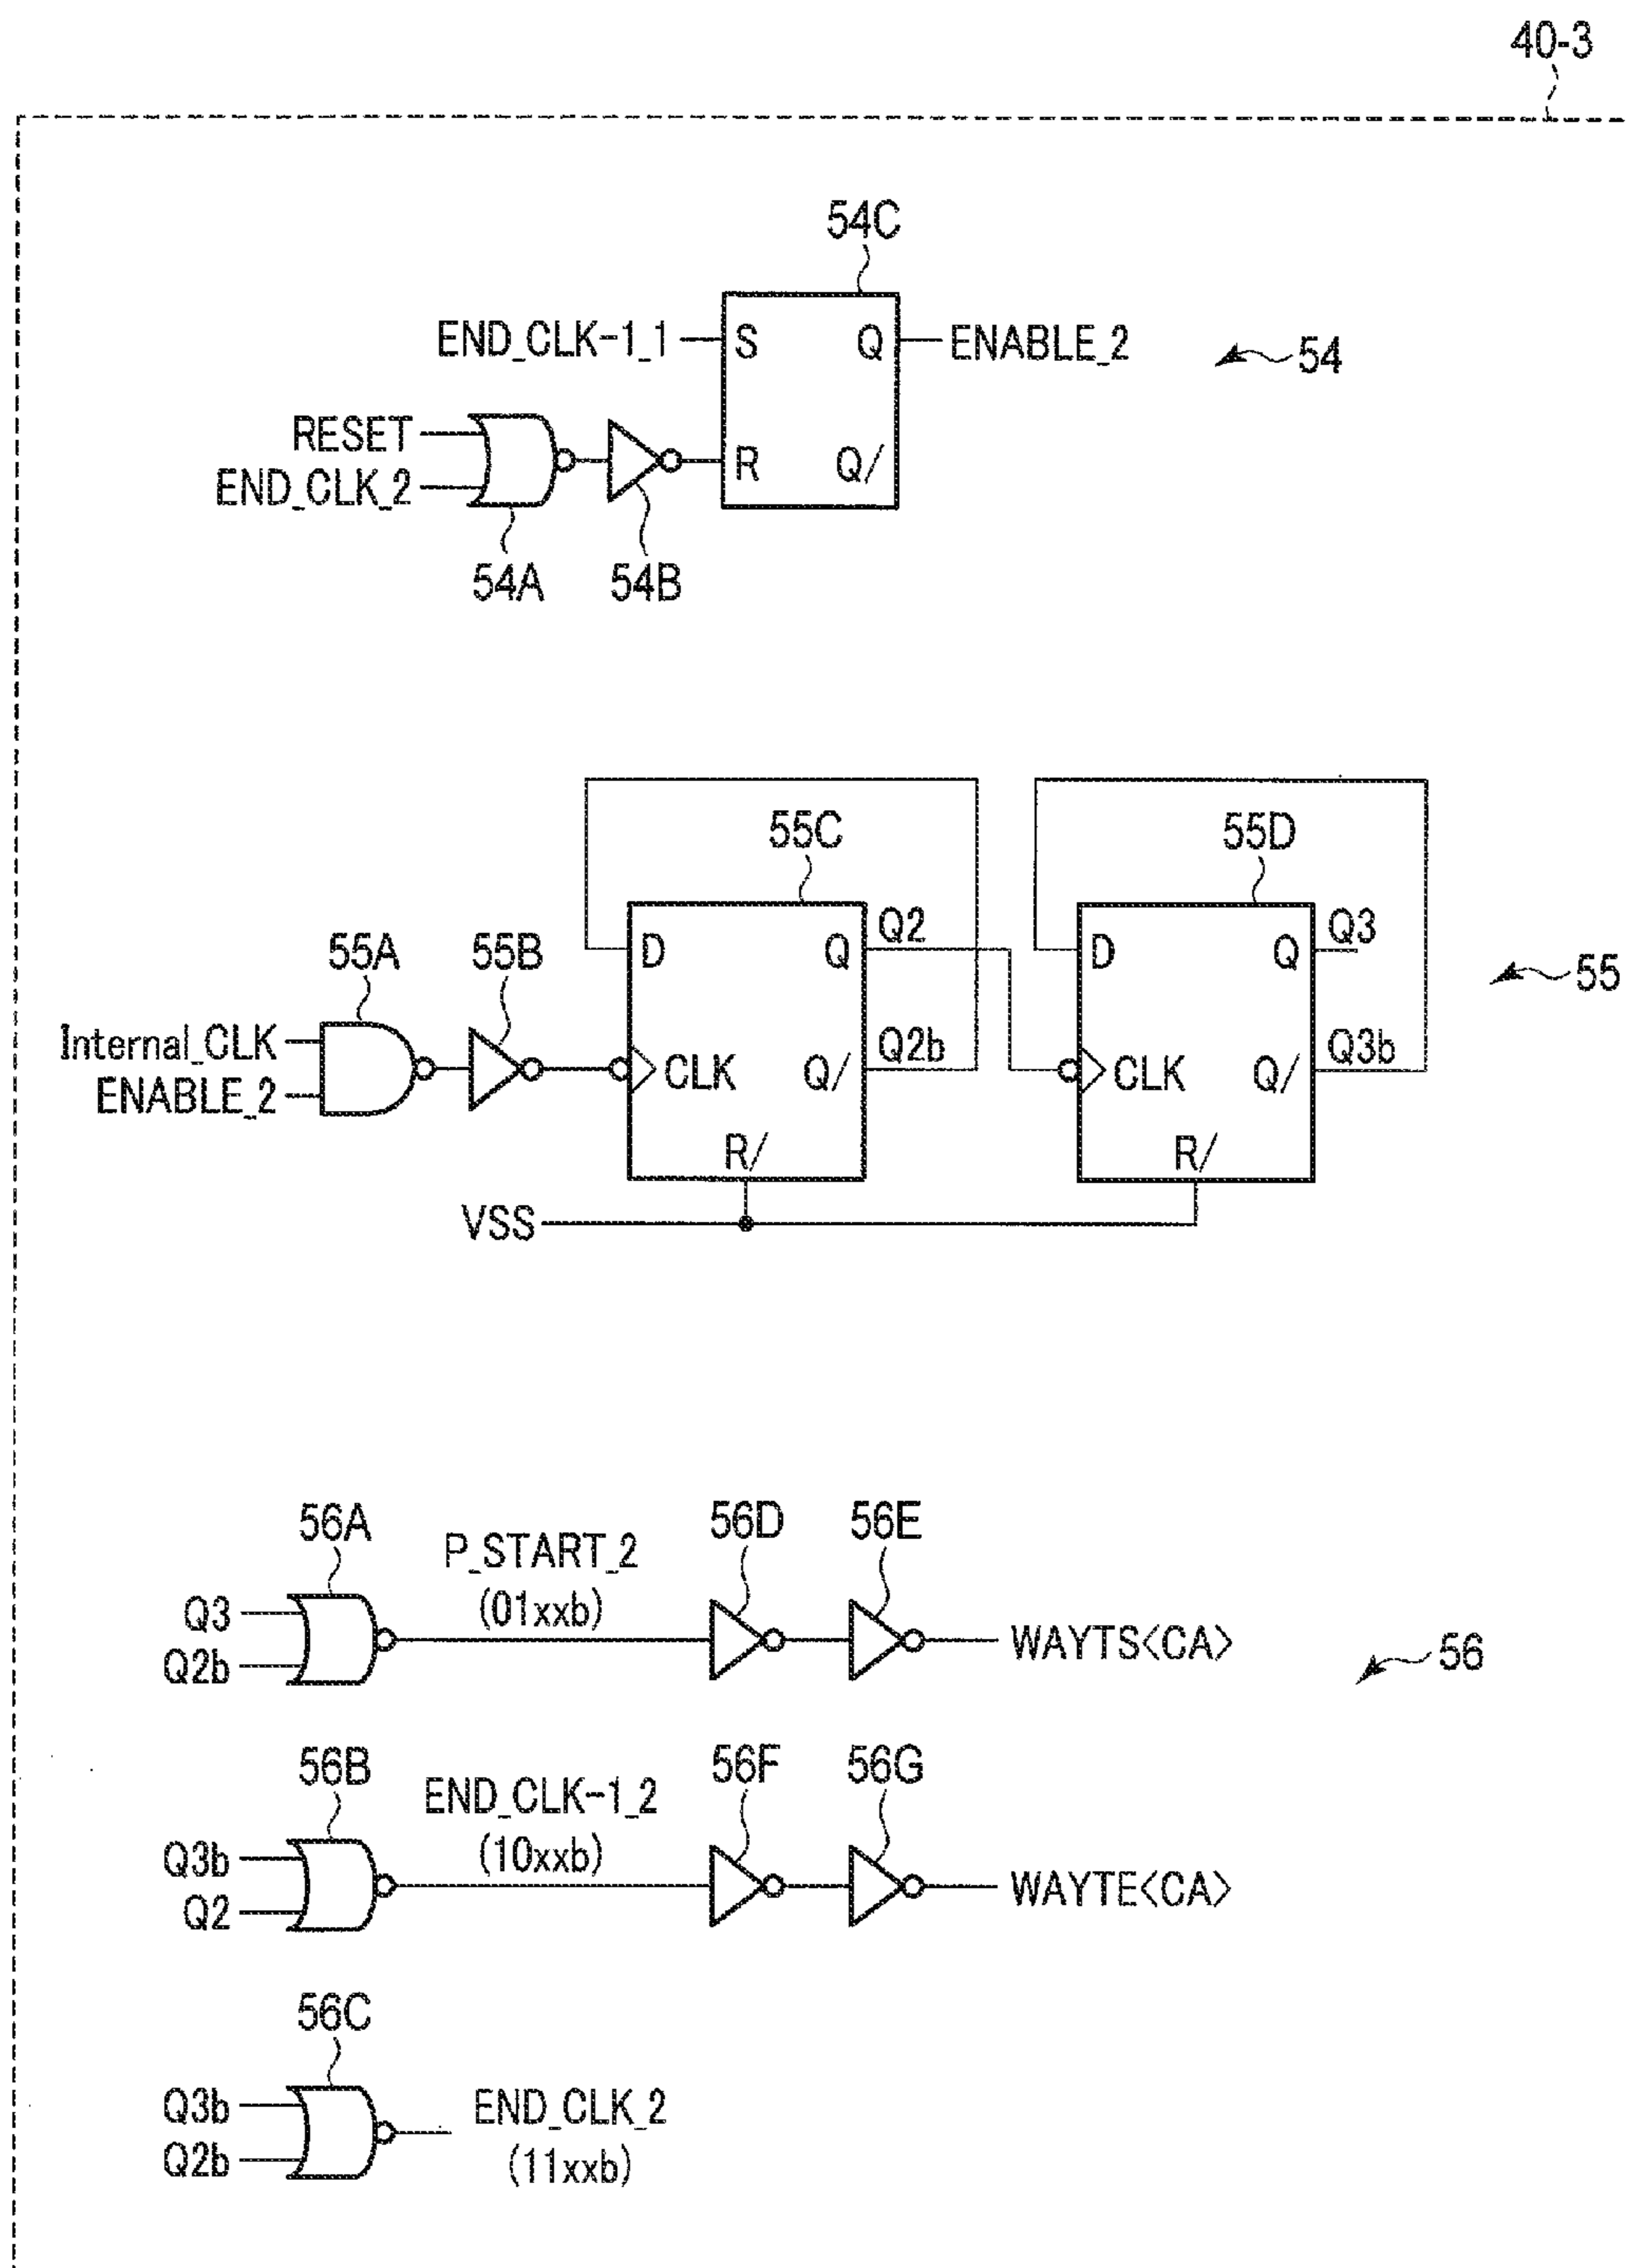 40-3
54C
END_CLK-1_1
S
Q
ENABLE_2
54
RESET
END_CLK_2
R
Q/
54A
54B
55C
55D
55A
55B
D
Q
Q2
D
Q
Q3
55
Internal_CLK
ENABLE_2
CLK
Q/
Q2b
CLK
Q/
Q3b
R/
R/
VSS
56A
P_START_2
(01xxb)
56D
56E
Q3
Q2b
WAYTS<CA>
56
56B
END_CLK-1_2
(10xxb)
56F
56G
Q3b
Q2
WAYTE<CA>
56C
Q3b
Q2b
END_CLK_2
(11xxb)